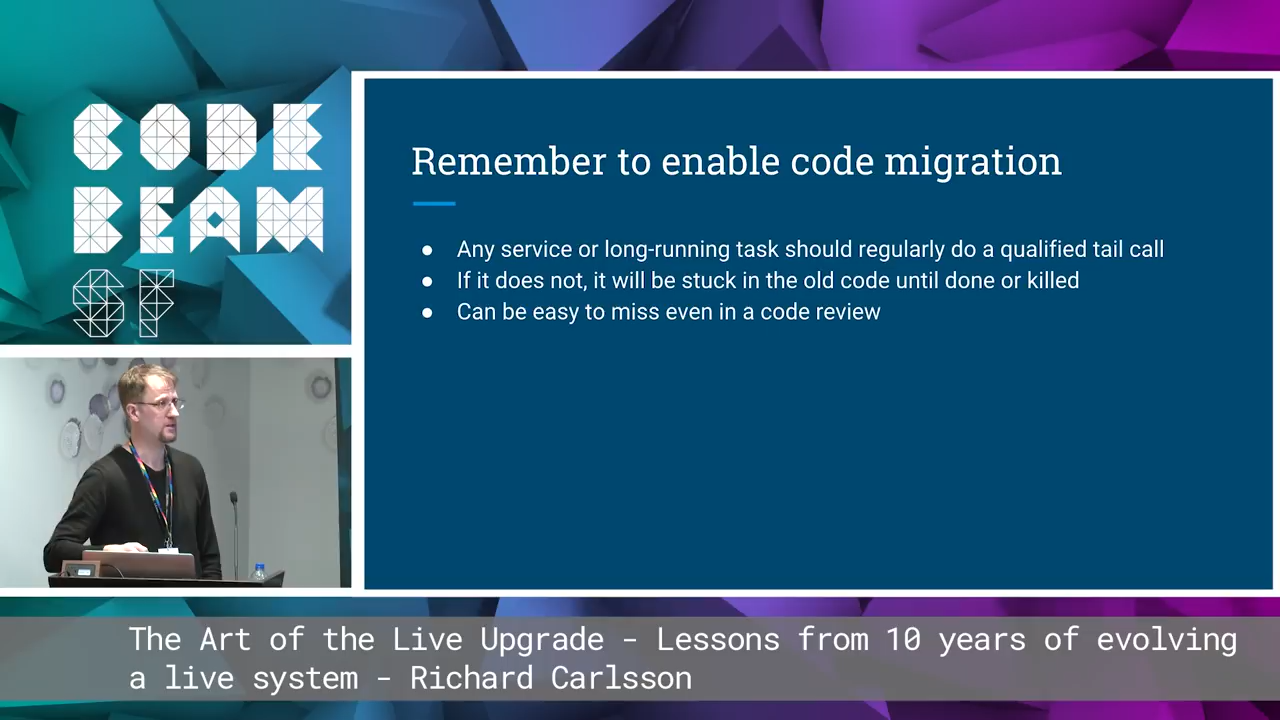 CODE
BEAM
SF
Remember to enable code migration
● Any service or long-running task should regularly do a qualified tail call
● If it does not, it will be stuck in the old code until done or killed
● Can be easy to miss even in a code review
The Art of the Live Upgrade - Lessons from 10 years of evolving
a live system - Richard Carlsson